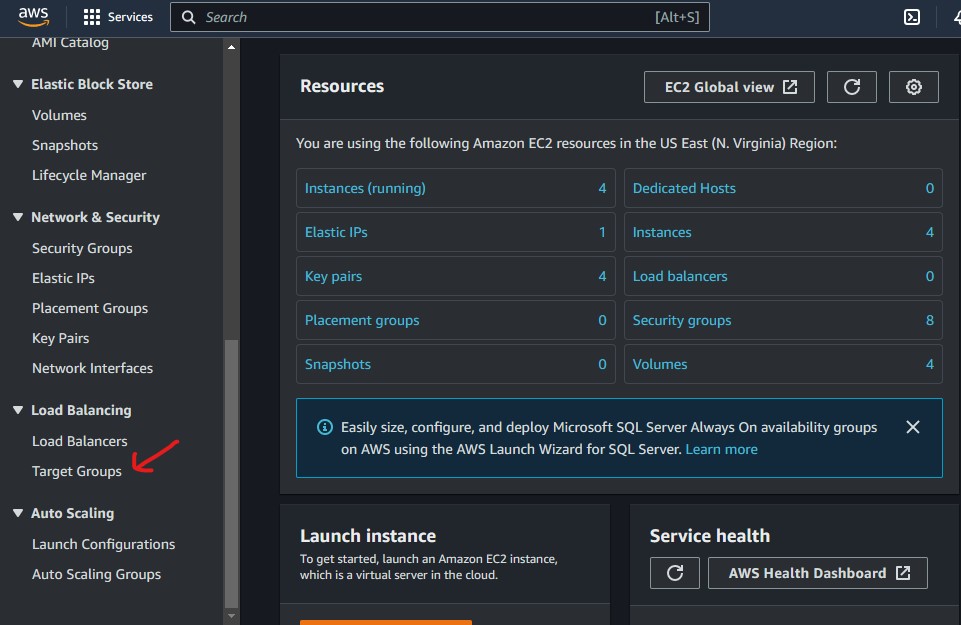 aws
Services
Search
[Alt+S]
AMI Catalog
Elastic Block Store
Volumes
Snapshots
Lifecycle Manager
Network & Security
Security Groups
Elastic IPs
Placement Groups
Key Pairs
Network Interfaces
Load Balancing
Load Balancers
Target Groups
Auto Scaling
Launch Configurations
Auto Scaling Groups
Resources
EC2 Global view
You are using the following Amazon EC2 resources in the US East (N. Virginia) Region:
Instances (running) 4
Dedicated Hosts 0
Elastic IPs 1
Instances 4
Key pairs 4
Load balancers 0
Placement groups 0
Security groups 8
Snapshots 0
Volumes 4
Easily size, configure, and deploy Microsoft SQL Server Always On availability groups
on AWS using the AWS Launch Wizard for SQL Server. Learn more
Launch instance
To get started, launch an Amazon EC2 instance,
which is a virtual server in the cloud.
Service health
AWS Health Dashboard